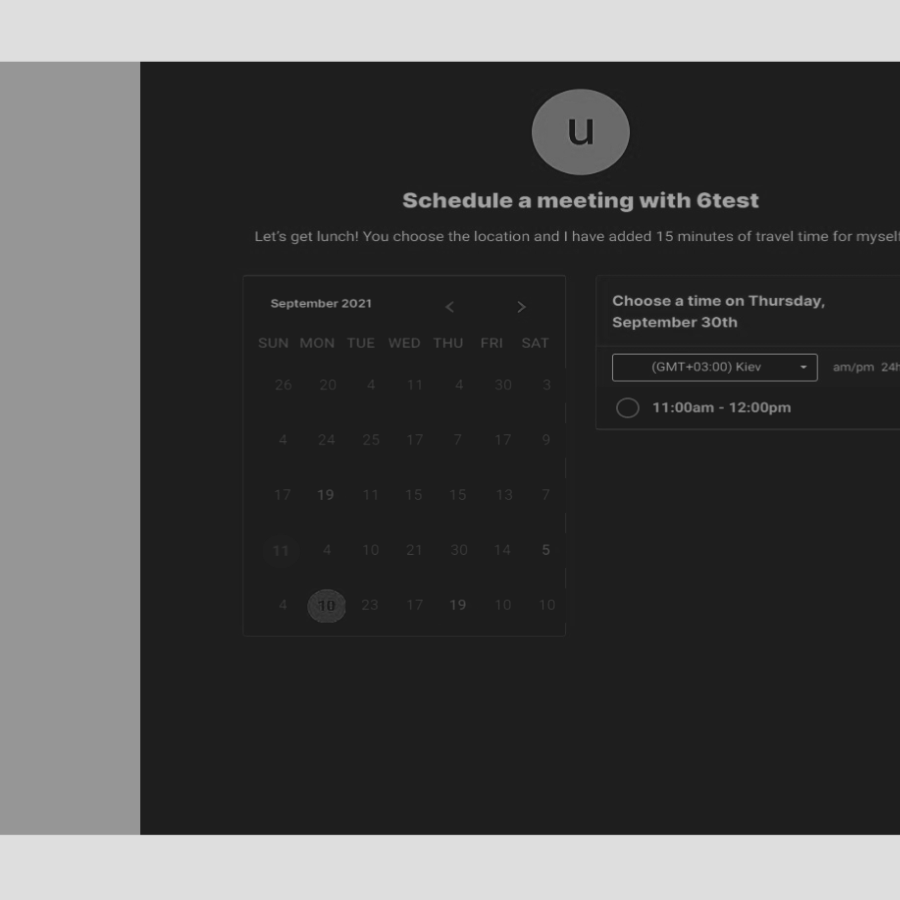 u
Schedule a meeting with 6test
Let's get lunch! You choose the location and I have added 15 minutes of travel time for myself
September 2021 < >
SUN MON TUE WED THU FRI SAT
26 20 4 11 4 30 3
4 24 25 17 7 17 9
17 19 11 15 15 13 7
11 4 10 21 30 14 5
4 10 23 17 19 10 10
Choose a time on Thursday,
September 30th
(GMT+03:00) Kiev am/pm 24h
11:00am - 12:00pm